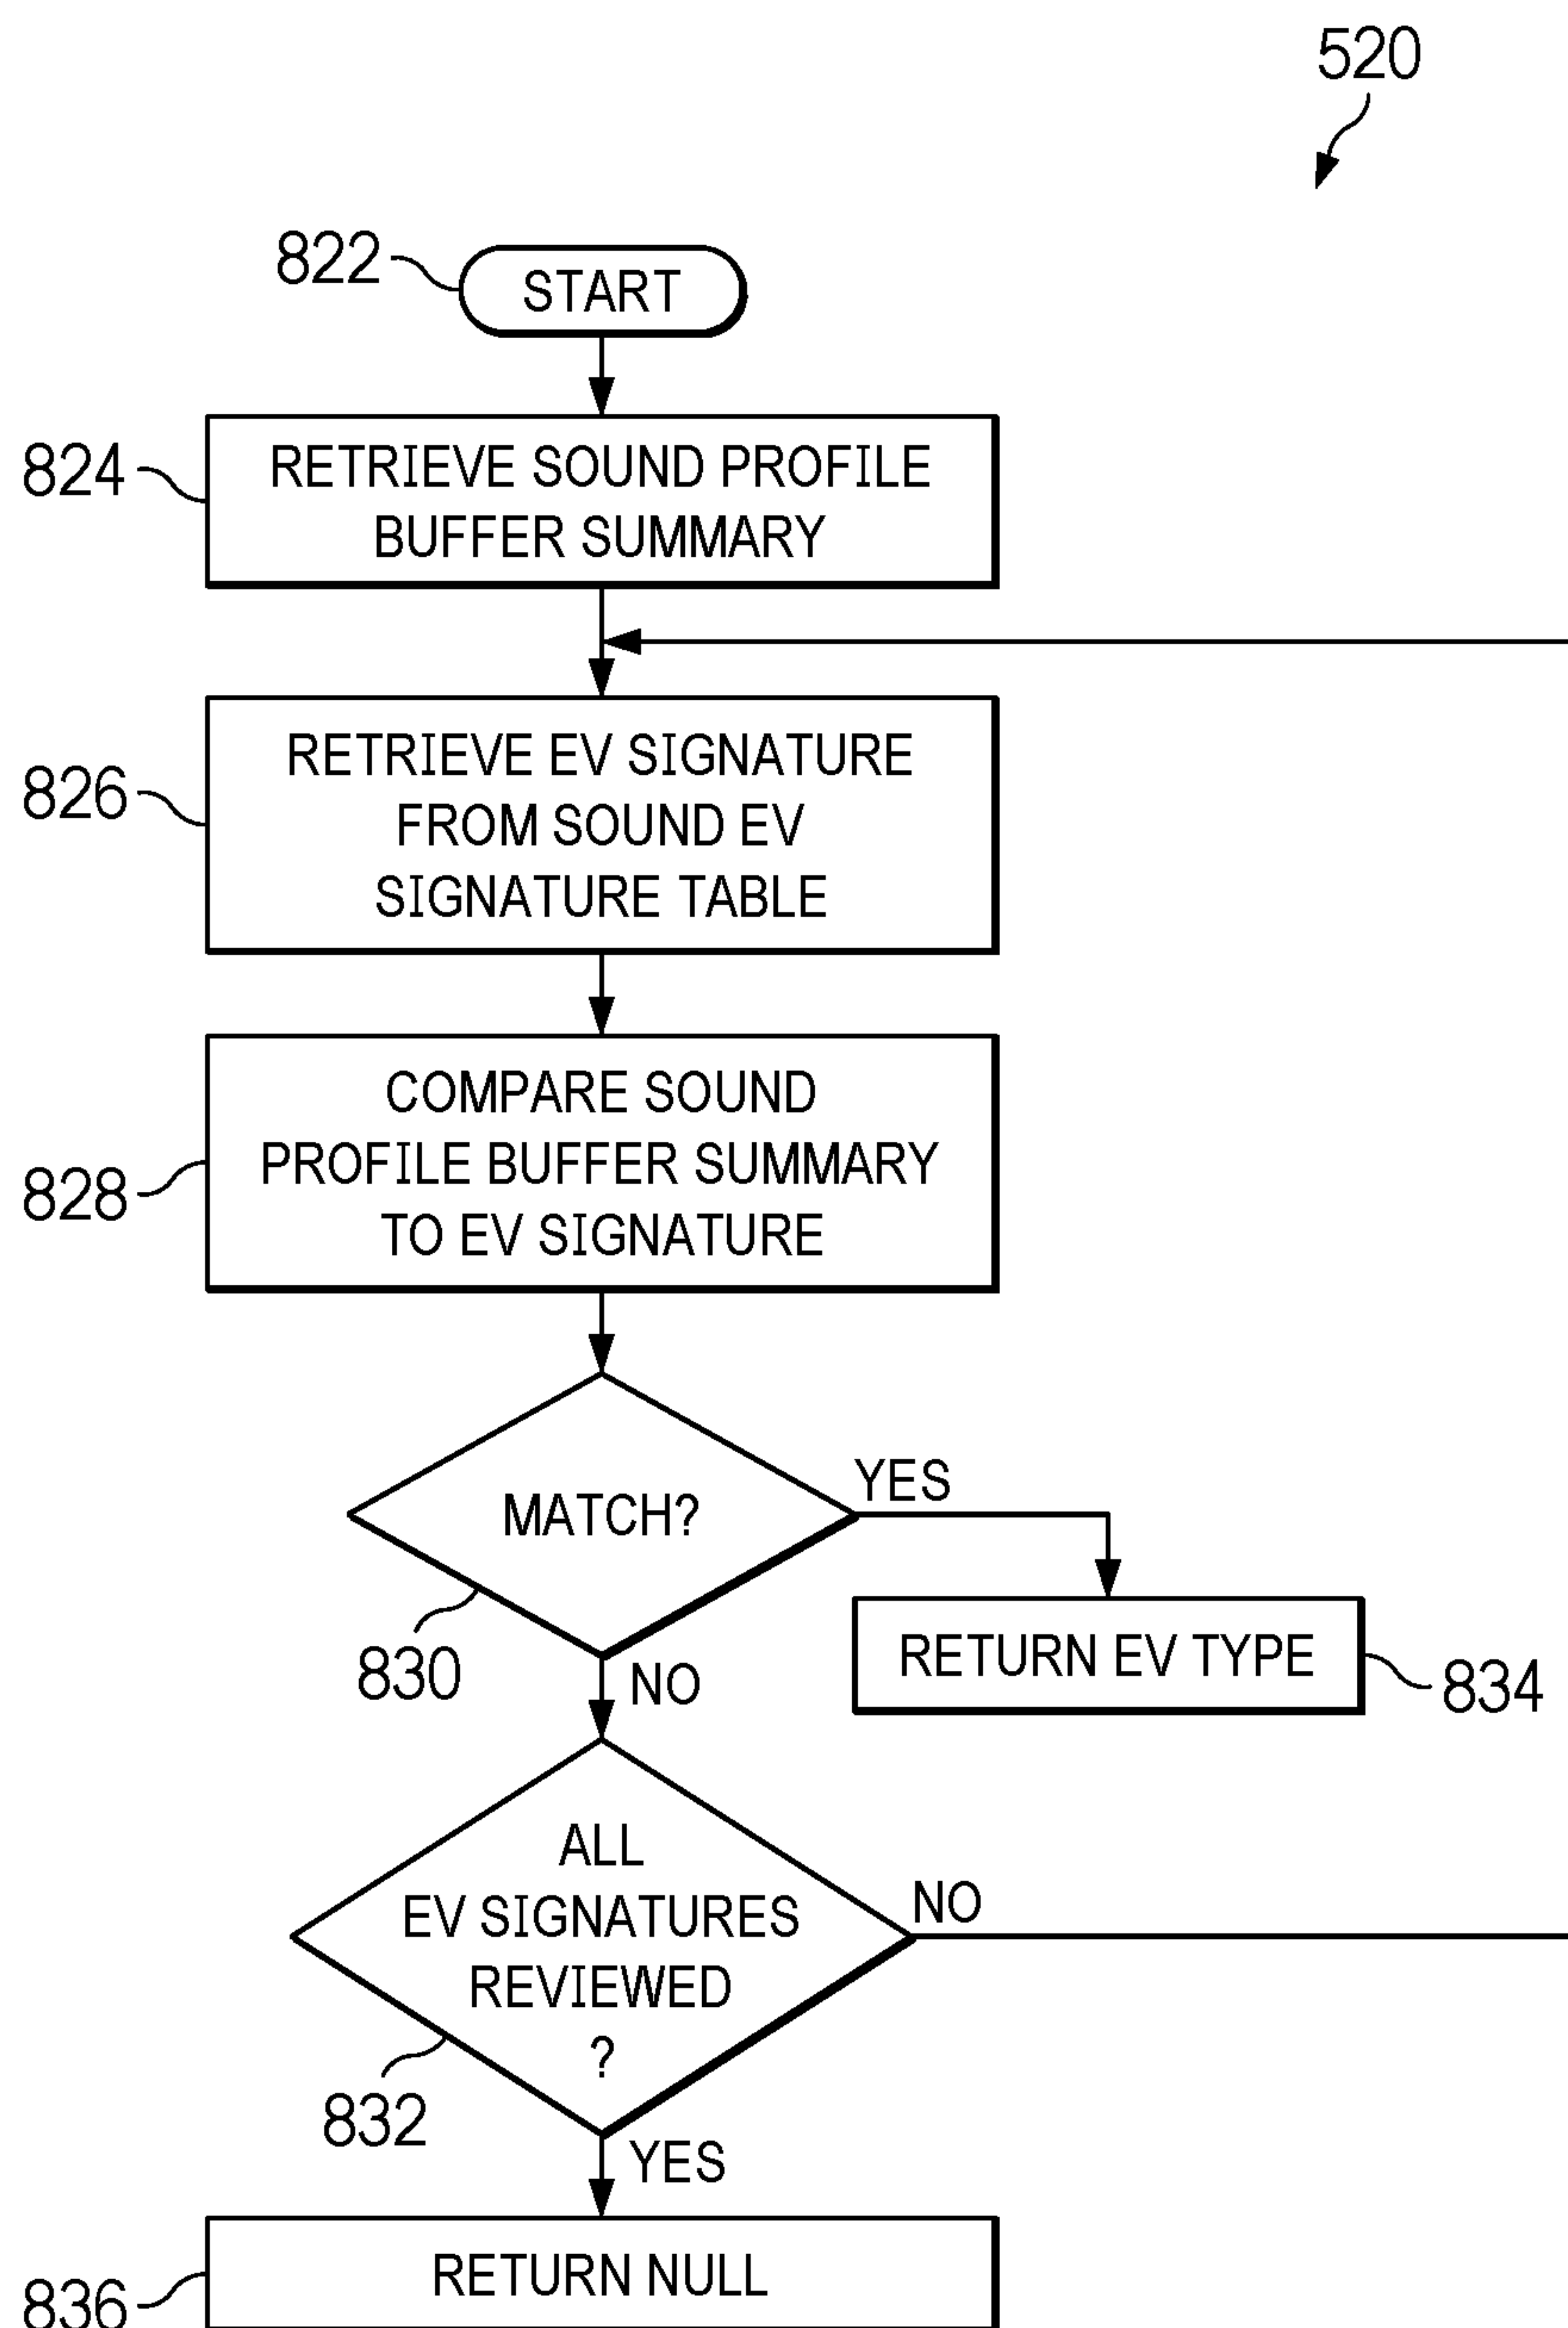 520
822
START
824
RETRIEVE SOUND PROFILE
BUFFER SUMMARY
826
RETRIEVE EV SIGNATURE
FROM SOUND EV
SIGNATURE TABLE
828
COMPARE SOUND
PROFILE BUFFER SUMMARY
TO EV SIGNATURE
MATCH?
YES
830
NO
RETURN EV TYPE
834
ALL
EV SIGNATURES
REVIEWED
?
NO
832
YES
RETURN NULL
836